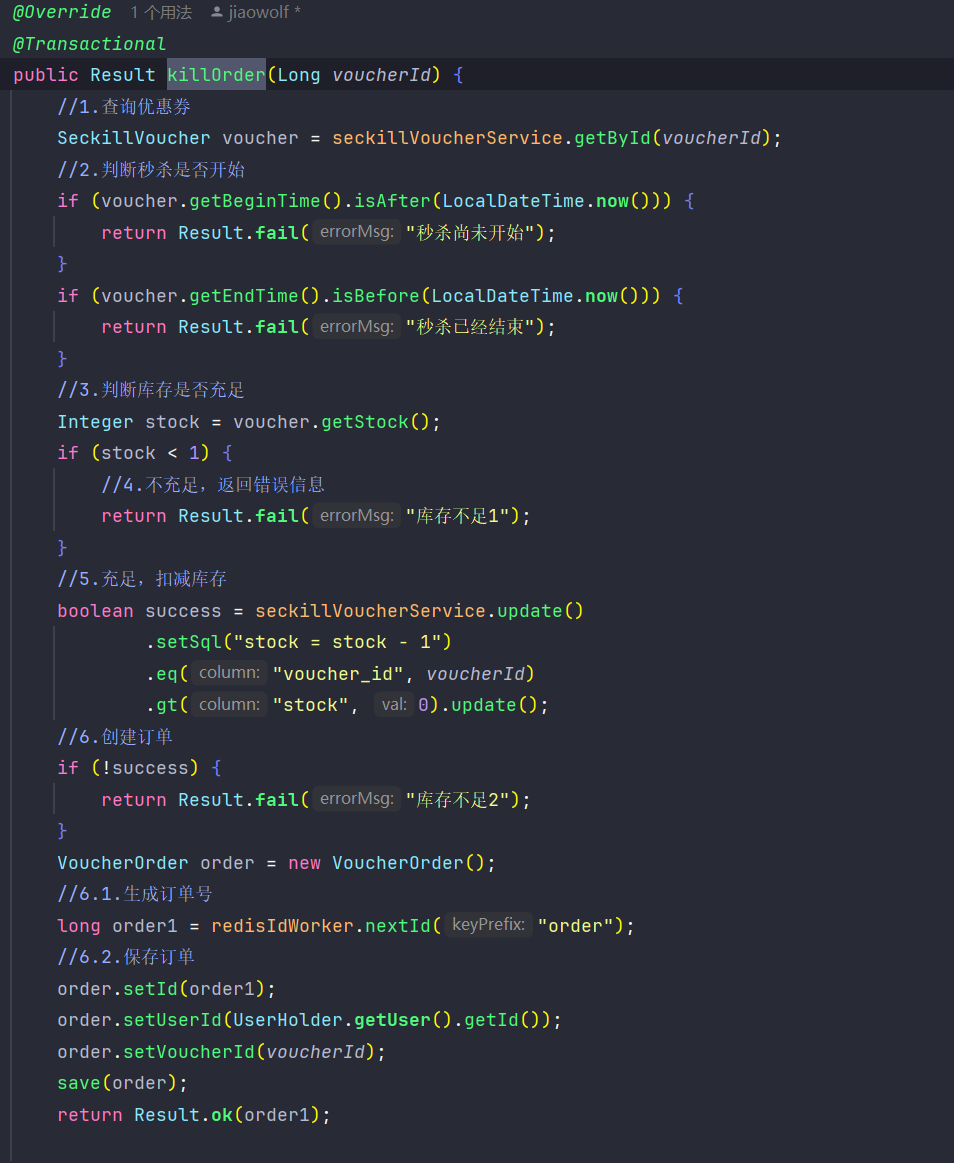 @Override 1 个用法 jiaowolf *
@Transactional
public Result killOrder(Long voucherId) {
//1.查询优惠券
SeckillVoucher voucher = seckillVoucherService.getById(voucherId);
//2.判断秒杀是否开始
if (voucher.getBeginTime().isAfter(LocalDateTime.now())) {
return Result.fail( errorMsg: "秒杀尚未开始");
}
if (voucher.getEndTime().isBefore(LocalDateTime.now())) {
return Result.fail( errorMsg: "秒杀已经结束");
}
//3.判断库存是否充足
Integer stock = voucher.getStock();
if (stock < 1) {
//4.不充足，返回错误信息
return Result.fail( errorMsg: "库存不足1");
}
//5.充足，扣减库存
boolean success = seckillVoucherService.update()
.setSql("stock = stock - 1")
.eq( column: "voucher_id", voucherId)
.gt( column: "stock", val: 0).update();
//6.创建订单
if (!success) {
return Result.fail( errorMsg: "库存不足2");
}
VoucherOrder order = new VoucherOrder();
//6.1.生成订单号
long order1 = redisIdWorker.nextId( keyPrefix: "order");
//6.2.保存订单
order.setId(order1);
order.setUserId(UserHolder.getUser().getId());
order.setVoucherId(voucherId);
save(order);
return Result.ok(order1);